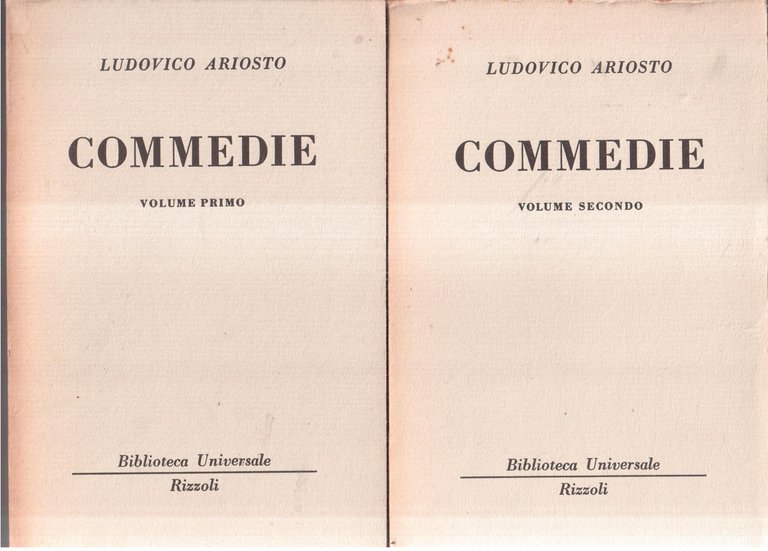 LUDOVICO ARIOSTO
COMMEDIE
VOLUME PRIMO
Biblioteca Universale
Rizzoli
LUDOVICO ARIOSTO
COMMEDIE
VOLUME SECONDO
Biblioteca Universale
Rizzoli